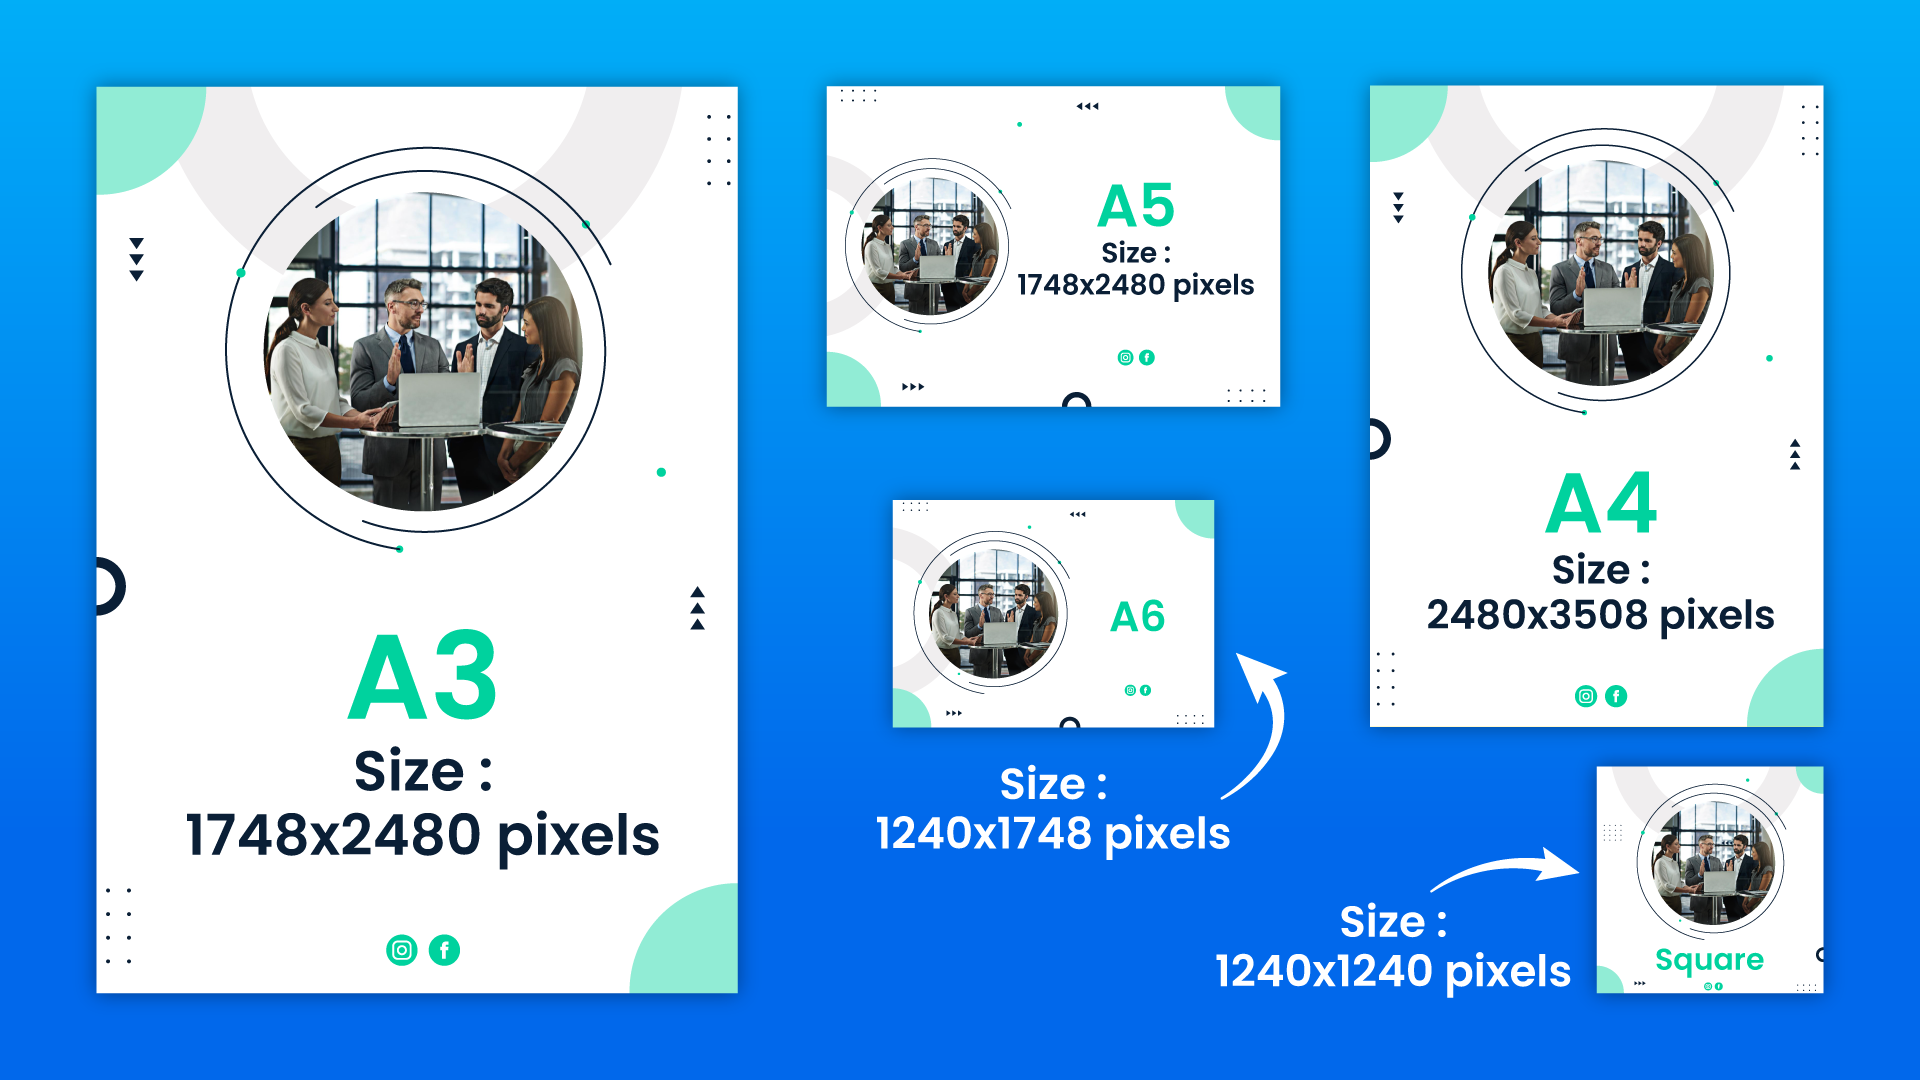 A3
Size :
1748x2480 pixels
A5
Size :
1748x2480 pixels
A6
Size :
1240x1748 pixels
A4
Size :
2480x3508 pixels
Size :
1240x1240 pixels
Square